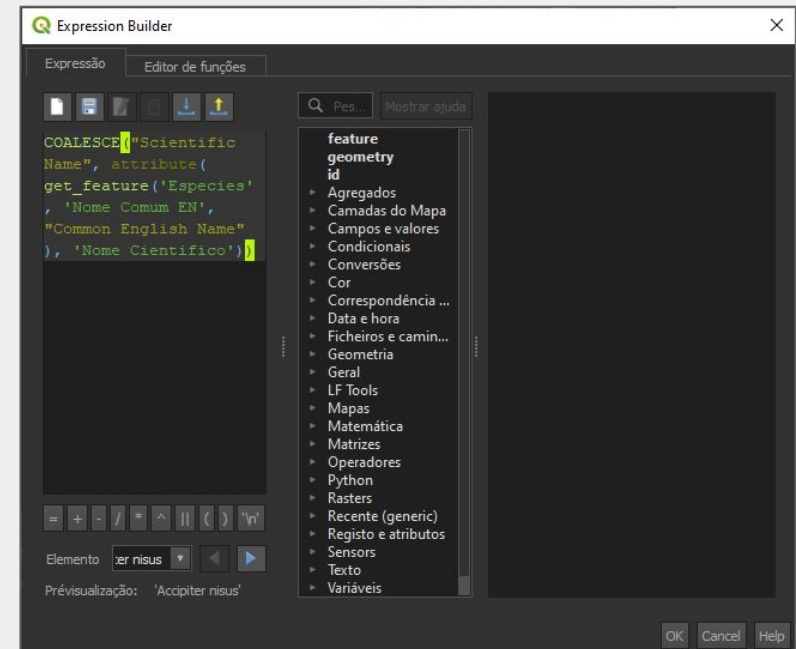 Expression Builder
Expressão
Editor de funções
Pes...
Mostrar ajuda
COALESCE("Scientific
Name", attribute(
get_feature('Especies'
, 'Nome Comum EN',
"Common English Name"
), 'Nome Cientifico'))
feature
geometry
id
Agregados
Camadas do Mapa
Campos e valores
Condicionais
Conversões
Cor
Correspondência ...
Data e hora
Ficheiros e camin...
Geometria
Geral
LF Tools
Mapas
Matemática
Matrizes
Operadores
Python
Rasters
Recente (generic)
Registo e atributos
Sensors
Texto
Variáveis
= + - / * ^ || ( ) '\n'
Elemento
:er nisus
Prévisualização: 'Accipiter nisus'
OK Cancel Help